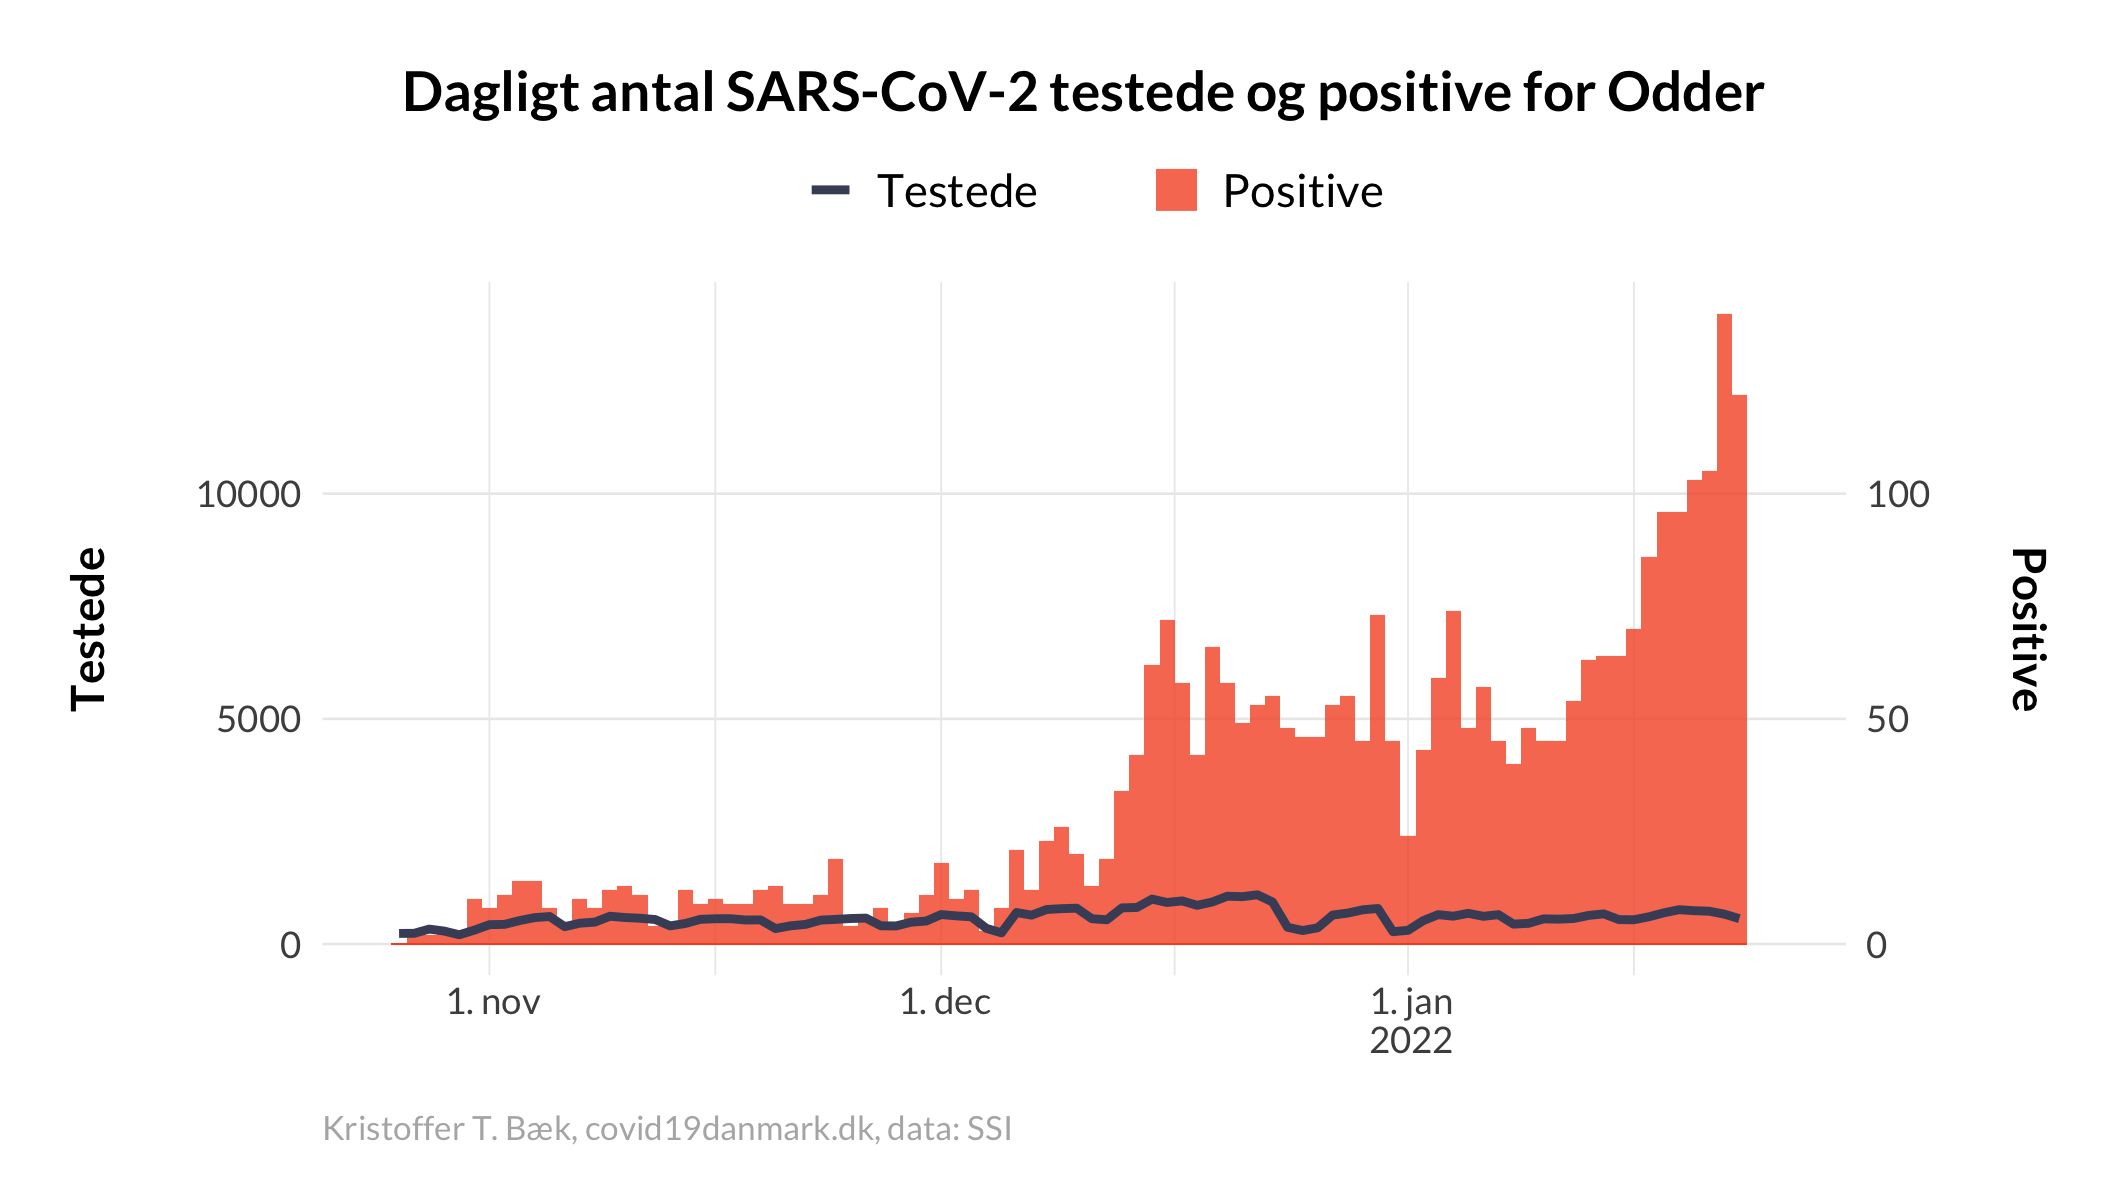 Dagligt antal SARS-CoV-2 testede og positive for Odder
Testede
Positive
10000
5000
0
Testede
100
50
0
Positive
1. nov
1. dec
1. jan
2022
Kristoffer T. Bæk, covid19danmark.dk, data: SSI